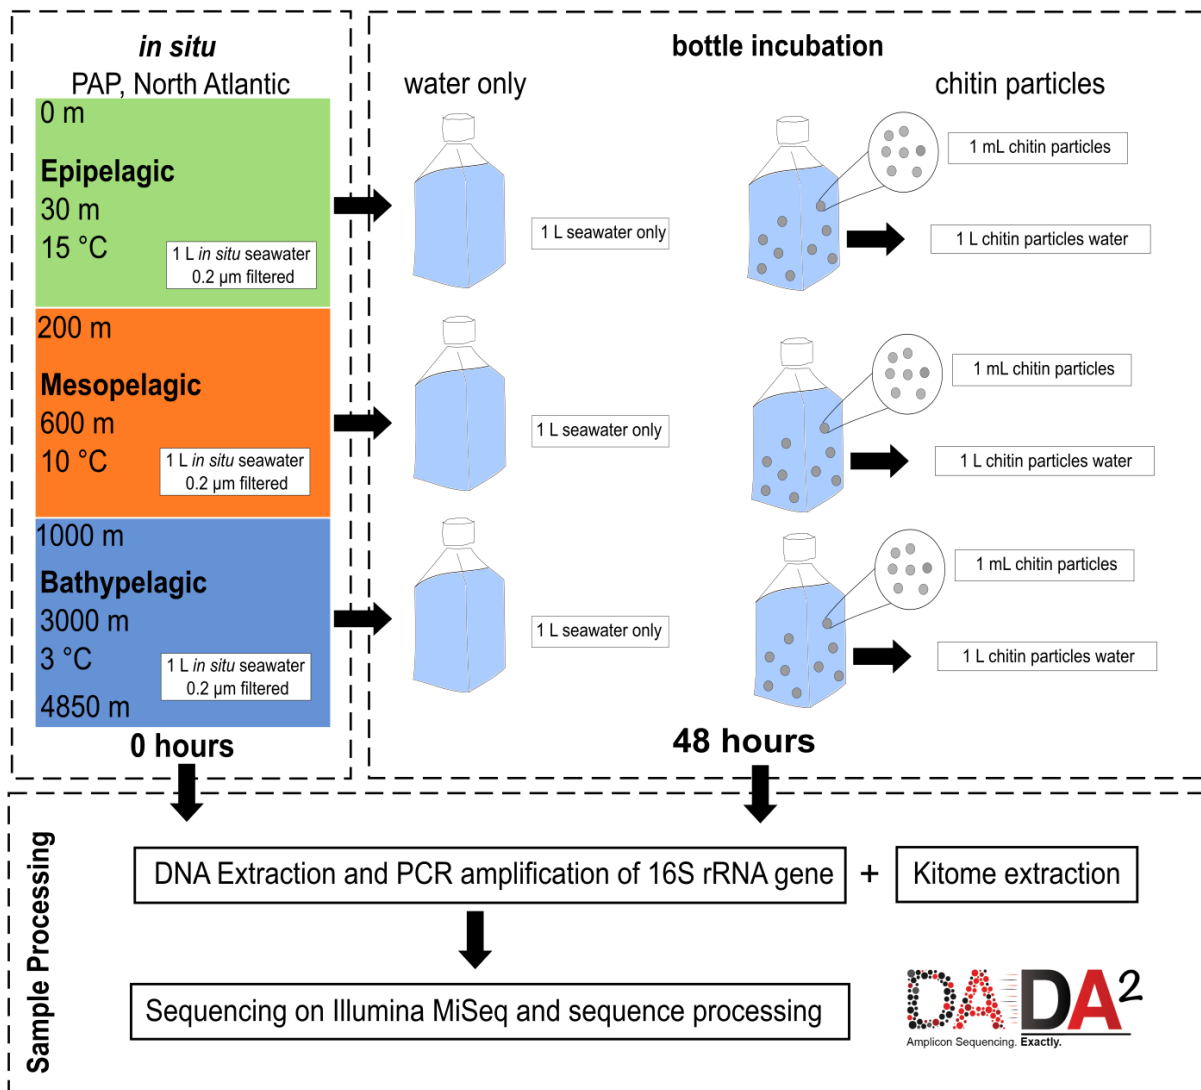 in situ
PAP, North Atlantic
0 m
Epipelagic
30 m
15 °C
1 L in situ seawater
0.2 µm filtered
200 m
Mesopelagic
600 m
10 °C
1 L in situ seawater
0.2 µm filtered
1000 m
Bathypelagic
3000 m
3 °C
1 L in situ seawater
0.2 µm filtered
4850 m
0 hours
bottle incubation
water only
chitin particles
1 L seawater only
1 mL chitin particles
1 L chitin particles water
1 L seawater only
1 mL chitin particles
1 L chitin particles water
1 L seawater only
1 mL chitin particles
1 L chitin particles water
48 hours
Sample Processing
DNA Extraction and PCR amplification of 16S rRNA gene
+
Kitome extraction
Sequencing on Illumina MiSeq and sequence processing
DADA2
Amplicon Sequencing. Exactly.